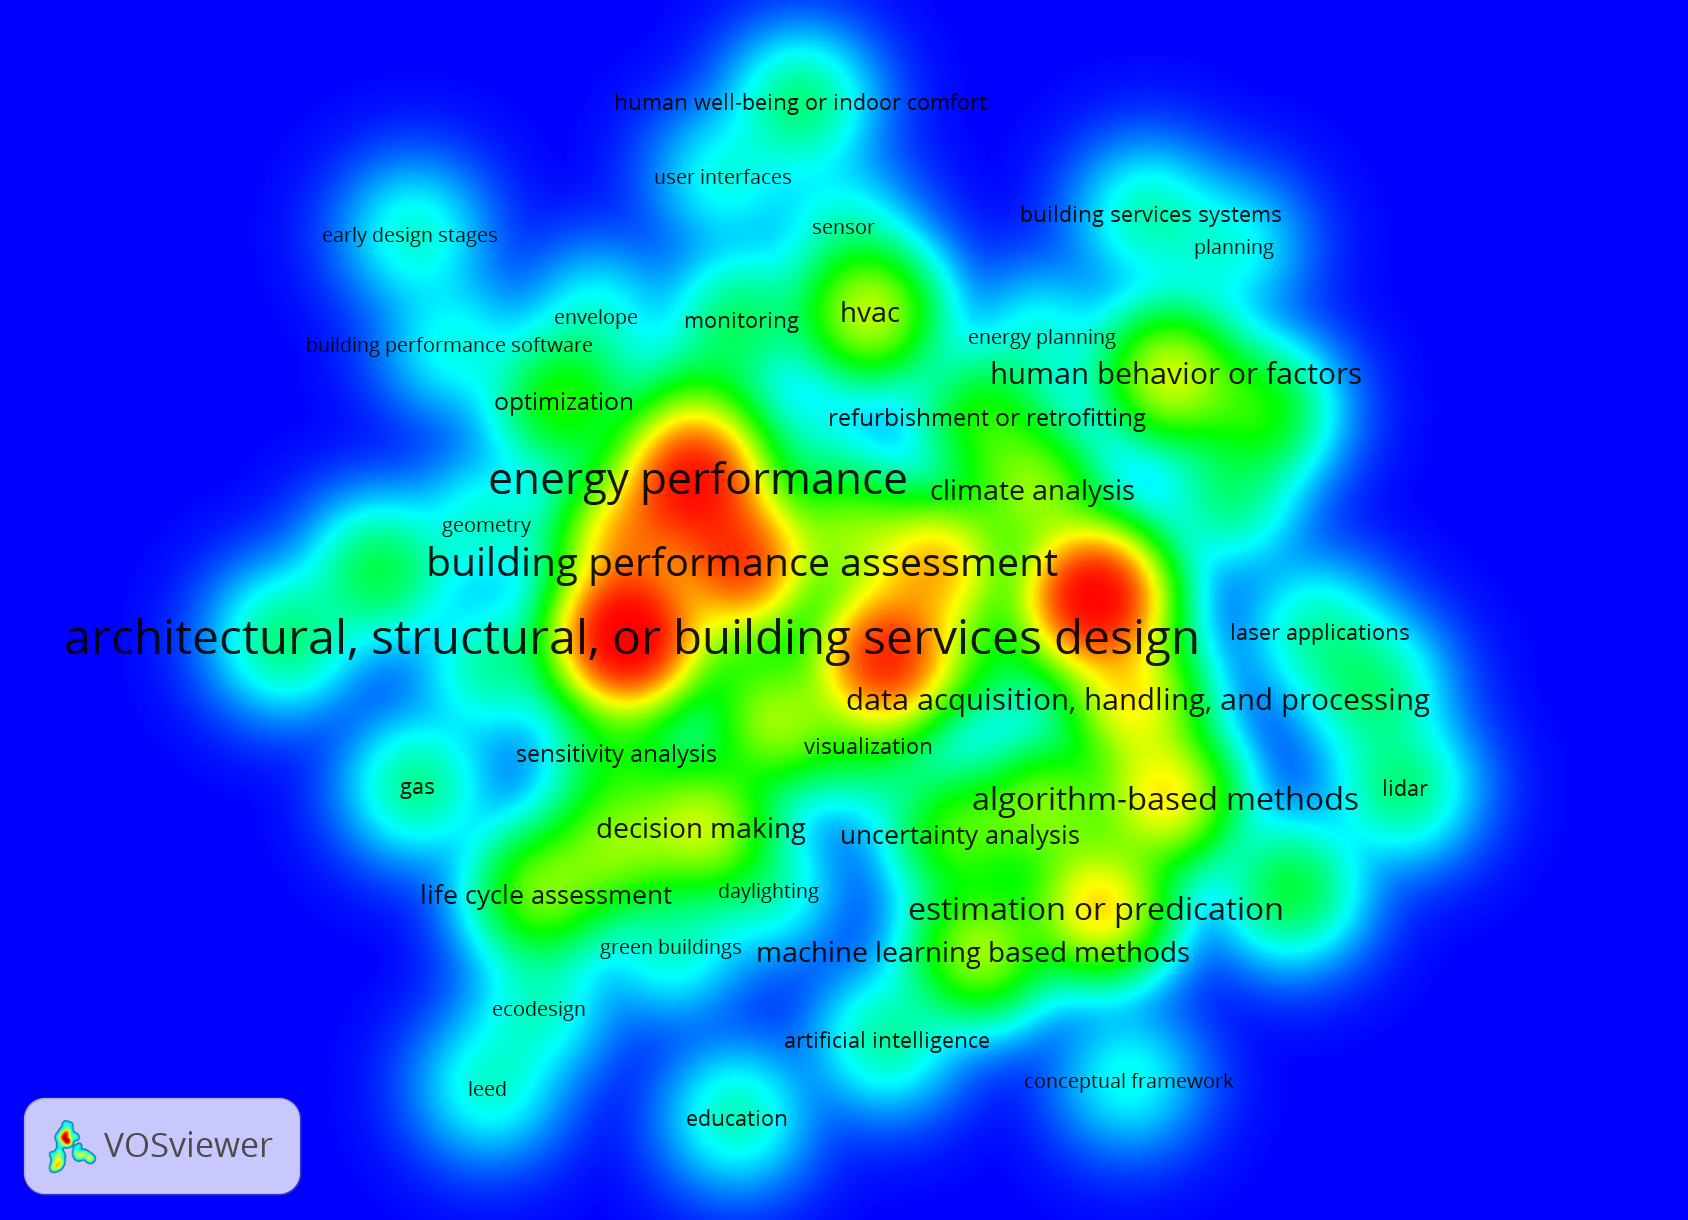 human well-being or indoor comfort
user interfaces
building services systems
sensor
early design stages
planning
hvac
envelope
monitoring
energy planning
building performance software
human behavior or factors
optimization
refurbishment or retrofitting
energy performance
climate analysis
geometry
building performance assessment
architectural, structural, or building services design
laser applications
data acquisition, handling, and processing
visualization
sensitivity analysis
gas
lidar
algorithm-based methods
decision making
uncertainty analysis
life cycle assessment
daylighting
estimation or predication
green buildings
machine learning based methods
ecodesign
artificial intelligence
conceptual framework
leed
education
VOSviewer